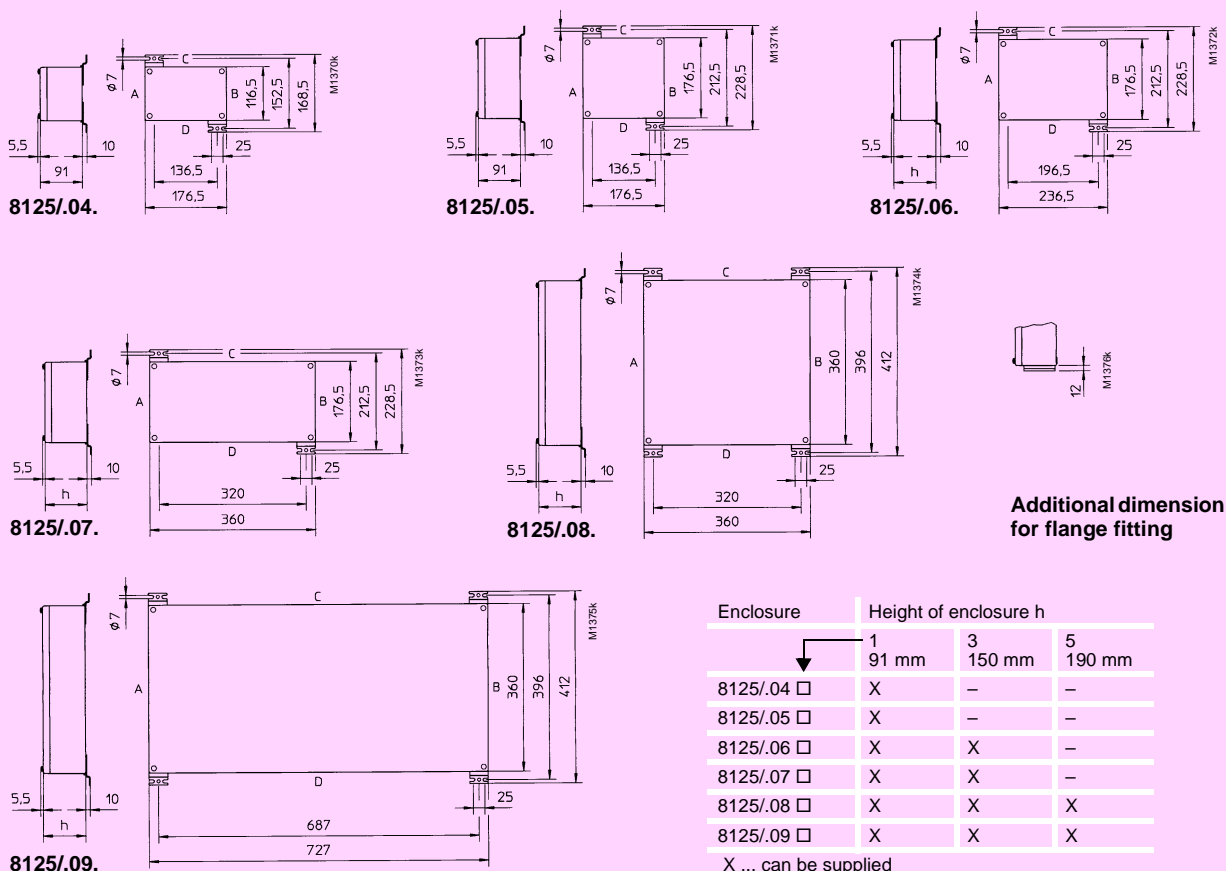 ø7
C
A
B
D
116,5
152,5
168,5
M1370k
5,5
10
91
25
136,5
176,5
8125/.04.
ø7
C
A
B
D
176,5
212,5
228,5
M1371k
5,5
10
91
25
136,5
176,5
8125/.05.
ø7
C
A
B
D
176,5
212,5
228,5
M1372k
5,5
10
h
25
196,5
236,5
8125/.06.
ø7
C
A
B
D
176,5
212,5
228,5
M1373k
5,5
10
h
25
320
360
8125/.07.
ø7
C
A
B
D
360
396
412
M1374k
5,5
10
h
25
320
360
8125/.08.
12
M1376k
Additional dimension
for flange fitting
ø7
C
A
B
D
360
396
412
M1375k
5,5
10
h
25
687
727
8125/.09.
Enclosure Height of enclosure h
1 3 5
91 mm 150 mm 190 mm
8125/.04 □ X – –
8125/.05 □ X – –
8125/.06 □ X X –
8125/.07 □ X X –
8125/.08 □ X X X
8125/.09 □ X X X
X ... can be supplied